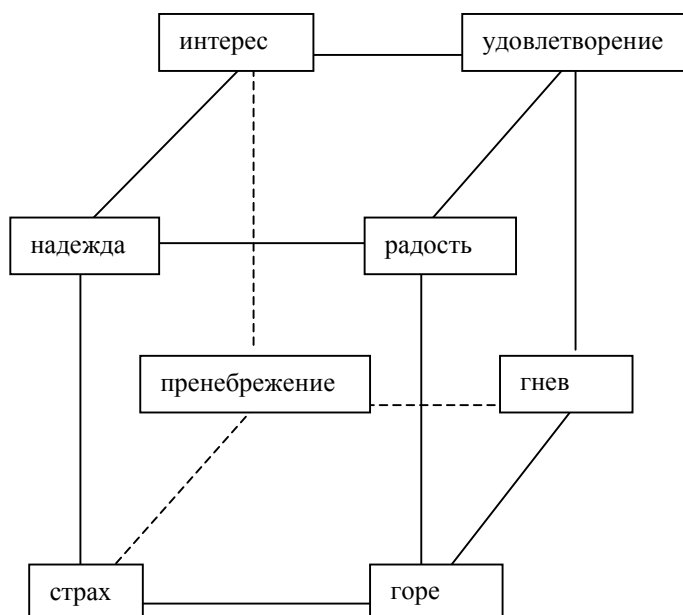 интерес
удовлетворение
надежда
радость
пренебрежение
гнев
страх
горе